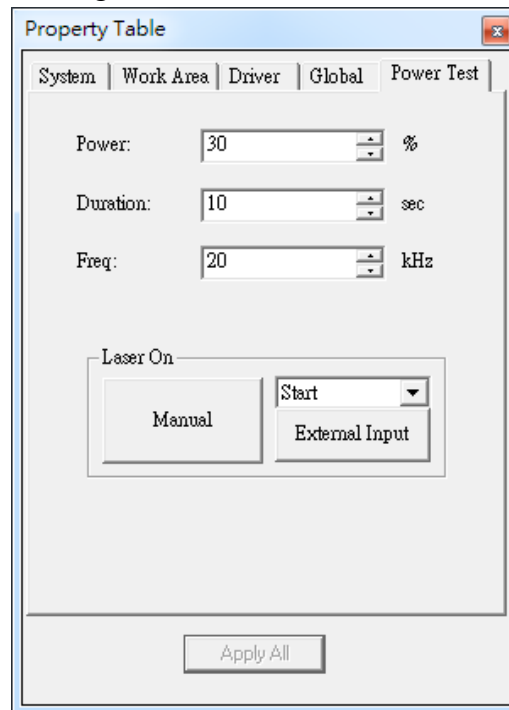 Property Table
System Work Area Driver Global Power Test
Power: 30 %
Duration: 10 sec
Freq: 20 kHz
Laser On
Manual
Start
External Input
Apply All